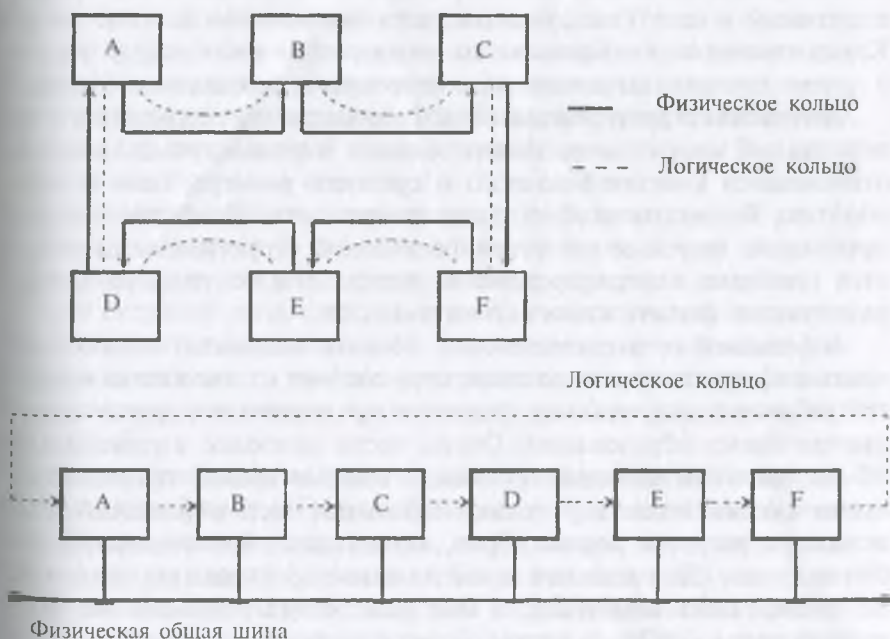 A B C
Физическое кольцо
Логическое кольцо
D E F
Логическое кольцо
A B C D E F
Физическая общая шина